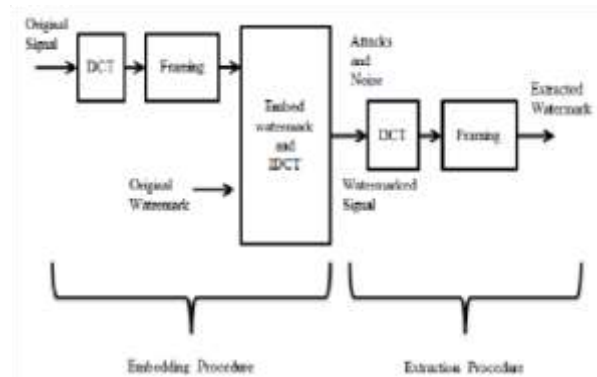 Original
Signal
DCT
Framing
Embed
watermark
and
IDCT
Original
Watermark
Attacks
and
Noise
Watermarked
Signal
DCT
Framing
Extracted
Watermark
Embedding Procedure
Extraction Procedure